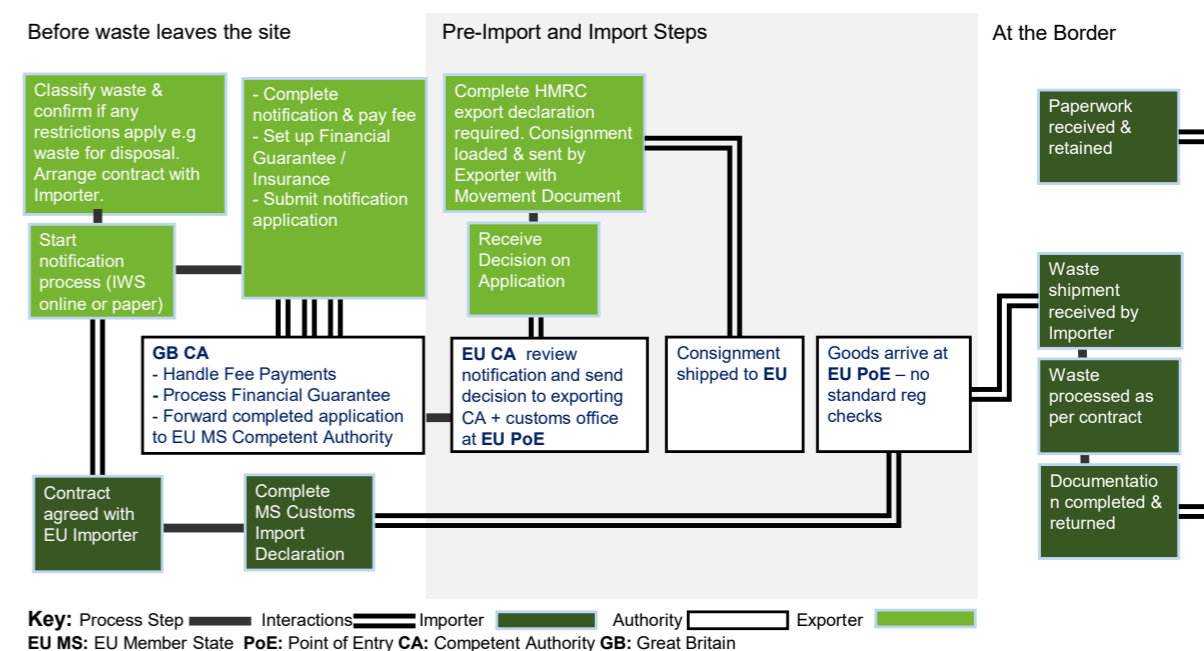 Before waste leaves the site
Pre-Import and Import Steps
At the Border
Classify waste &
confirm if any
restrictions apply e.g
waste for disposal.
Arrange contract with
Importer.
- Complete
notification & pay fee
- Set up Financial
Guarantee /
Insurance
- Submit notification
application
Start
notification
process (IWS
online or paper)
GB CA
- Handle Fee Payments
- Process Financial Guarantee
- Forward completed application
to EU MS Competent Authority
Contract
agreed with
EU Importer
Complete
MS Customs
Import
Declaration
Complete HMRC
export declaration
required. Consignment
loaded & sent by
Exporter with
Movement Document
Receive
Decision on
Application
EU CA review
notification and send
decision to exporting
CA + customs office
at EU PoE
Consignment
shipped to EU
Goods arrive at
EU PoE – no
standard reg
checks
Paperwork
received &
retained
Waste
shipment
received by
Importer
Waste
processed as
per contract
Documentatio
n completed &
returned
Key: Process Step Interactions Importer Authority Exporter
EU MS: EU Member State PoE: Point of Entry CA: Competent Authority GB: Great Britain